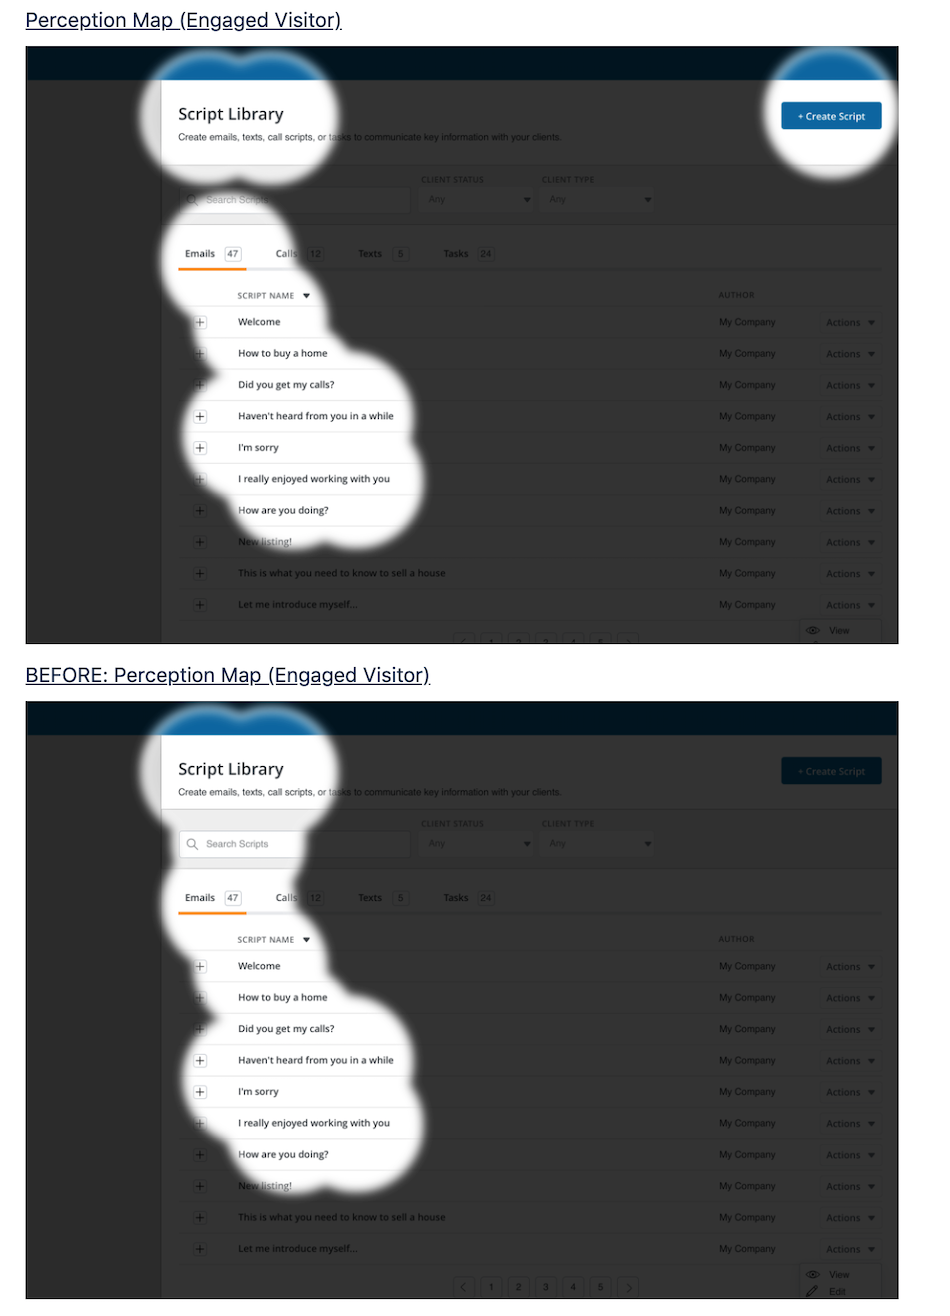 Perception Map (Engaged Visitor)
Script Library
+ Create Script
Create emails, texts, call scripts, or tasks to communicate key information with your clients.
CLIENT STATUS CLIENT TYPE
Search Scripts Any Any
Emails 47 Calls 12 Texts 5 Tasks 24
SCRIPT NAME AUTHOR
Welcome My Company Actions
How to buy a home My Company Actions
Did you get my calls? My Company Actions
Haven't heard from you in a while My Company Actions
I'm sorry My Company Actions
I really enjoyed working with you My Company Actions
How are you doing? My Company Actions
New listing! My Company Actions
This is what you need to know to sell a house My Company Actions
Let me introduce myself... My Company Actions
View
< 1 2 3 4 5 >
BEFORE: Perception Map (Engaged Visitor)
Script Library
+ Create Script
Create emails, texts, call scripts, or tasks to communicate key information with your clients.
CLIENT STATUS CLIENT TYPE
Search Scripts Any Any
Emails 47 Calls 12 Texts 5 Tasks 24
SCRIPT NAME AUTHOR
Welcome My Company Actions
How to buy a home My Company Actions
Did you get my calls? My Company Actions
Haven't heard from you in a while My Company Actions
I'm sorry My Company Actions
I really enjoyed working with you My Company Actions
How are you doing? My Company Actions
New listing! My Company Actions
This is what you need to know to sell a house My Company Actions
Let me introduce myself... My Company Actions
View
< 1 2 3 4 5 >
Edit